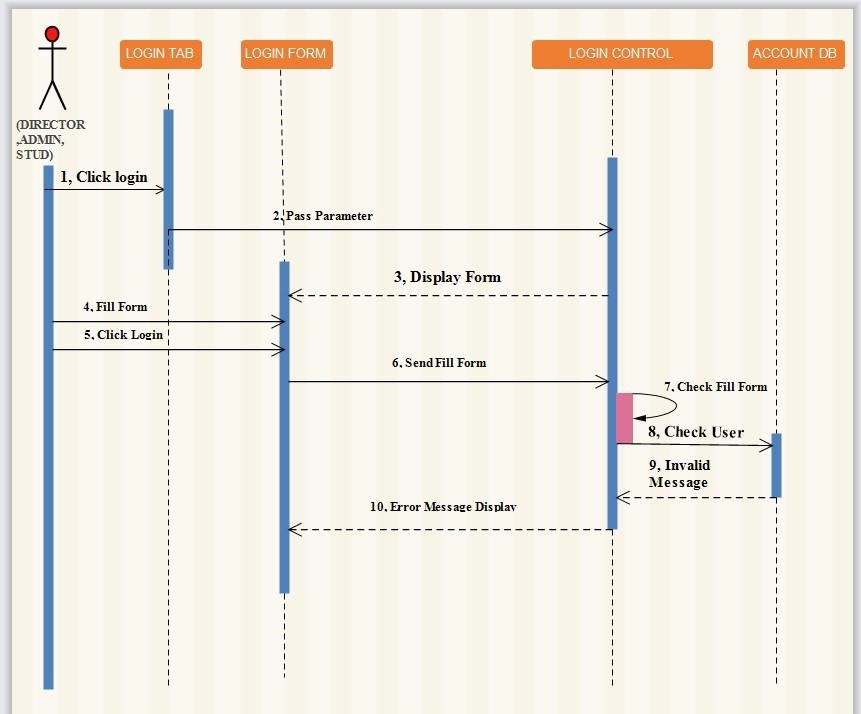 LOGIN TAB
LOGIN FORM
LOGIN CONTROL
ACCOUNT DB
(DIRECTOR
,ADMIN,
STUD)
1, Click login
2, Pass Parameter
3, Display Form
4, Fill Form
5, Click Login
6, Send Fill Form
7, Check Fill Form
8, Check User
9, Invalid
Message
10, Error Message Display